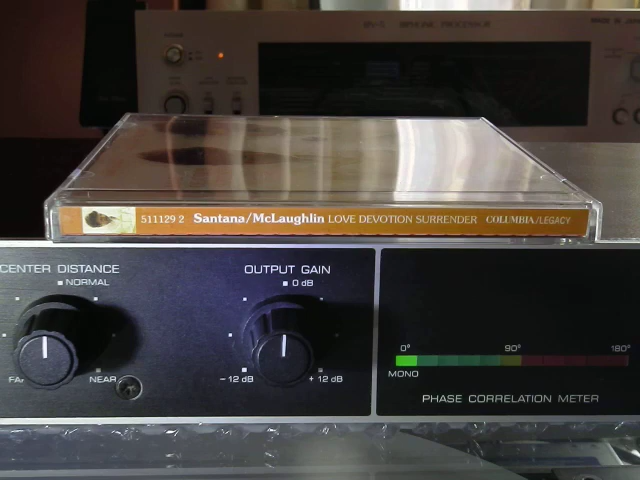 511129 2 Santana/McLaughlin LOVE DEVOTION SURRENDER COLUMBIA/LEGACY
CENTER DISTANCE
NORMAL
NEAR
OUTPUT GAIN
0 dB
− 12 dB
+ 12 dB
0° 90° 180°
MONO
PHASE CORRELATION METER